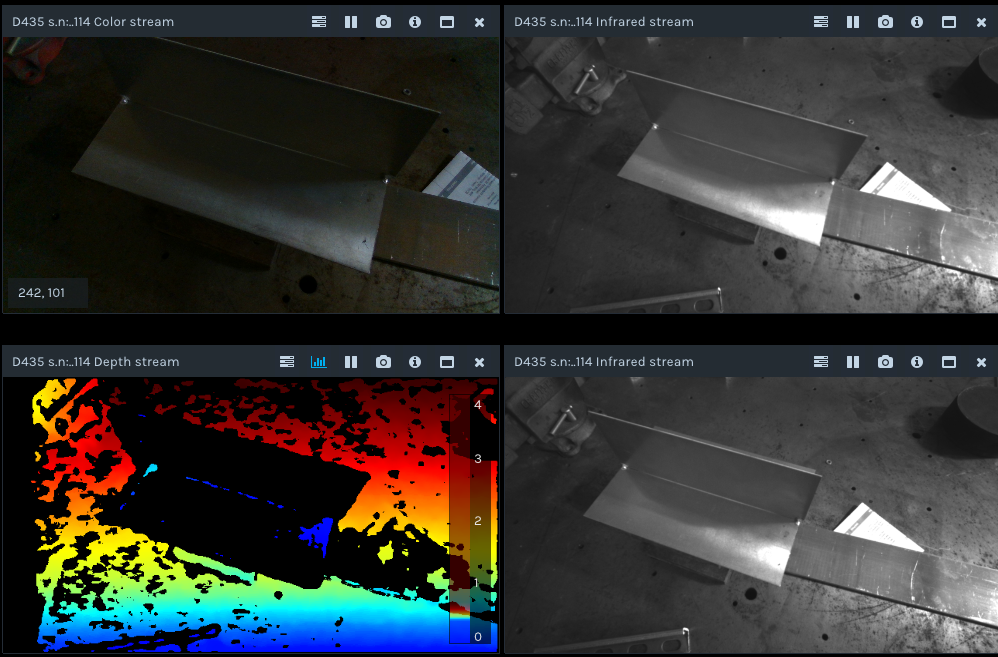 D435 s.n:..114 Color stream
D435 s.n:..114 Infrared stream
242, 101
D435 s.n:..114 Depth stream
D435 s.n:..114 Infrared stream
4
3
2
1
0